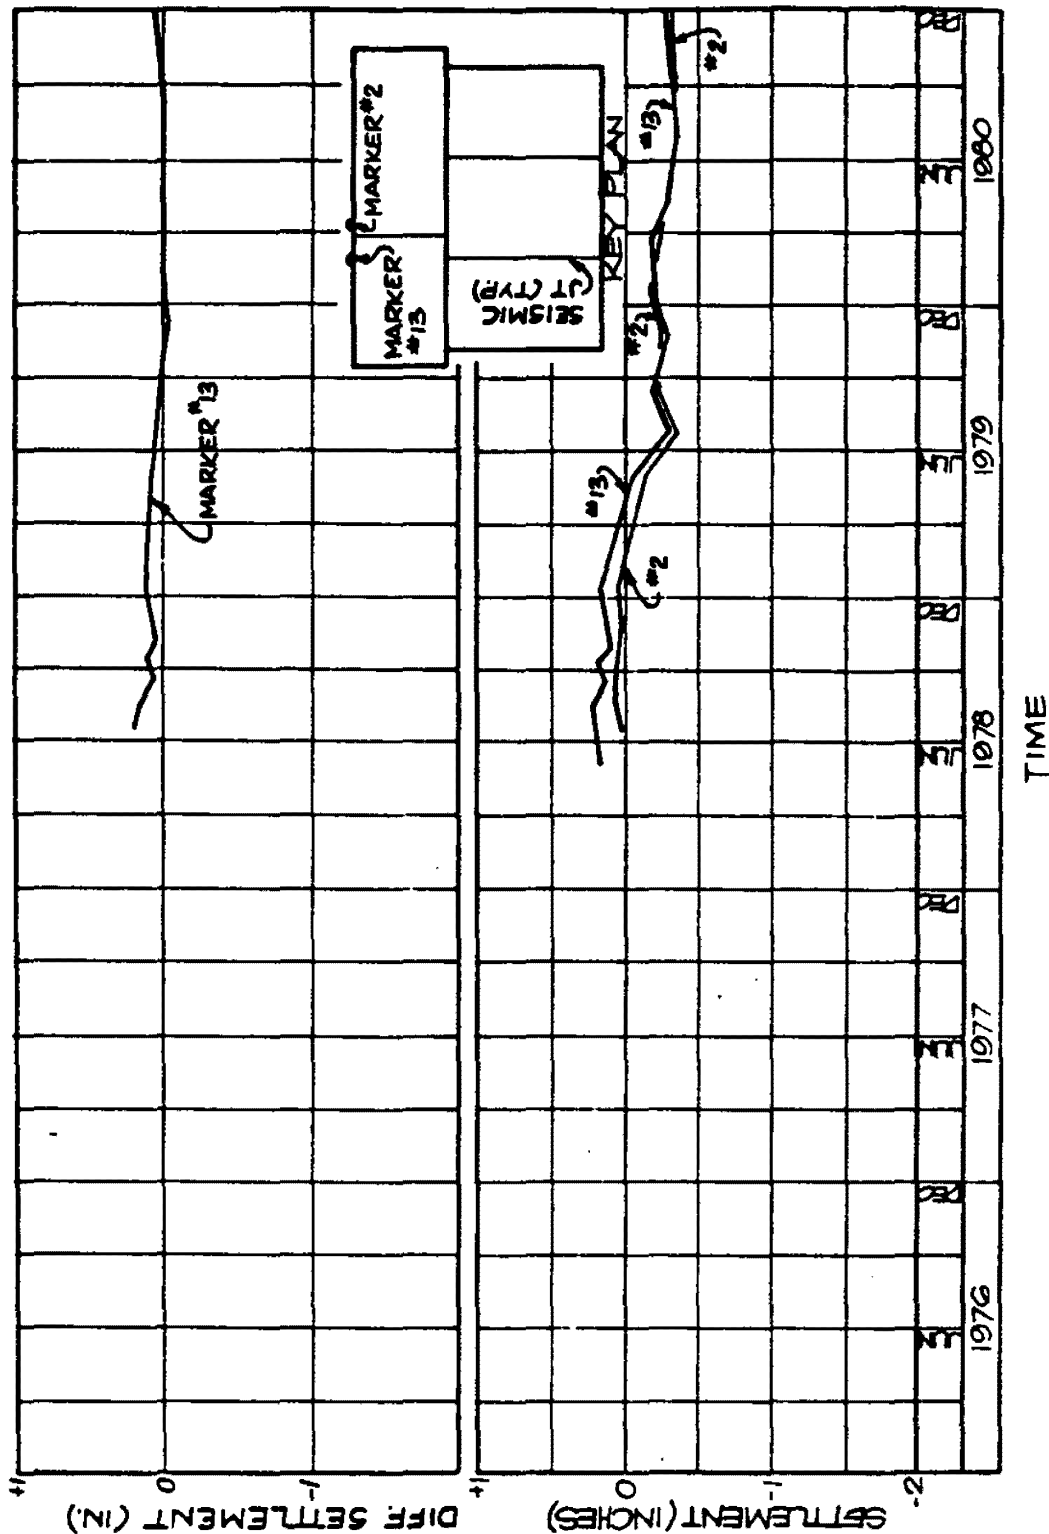 DIFF. SETTLEMENT (IN.)
+1
0
-1
MARKER #13
MARKER
#13
MARKER #2
SEISMIC
JT (TYP.)
KEY PLAN
SETTLEMENT (INCHES)
+1
0
-1
-2
#13
#2
#2
#13
#2
JUN
DEC
JUN
DEC
JUN
DEC
JUN
DEC
JUN
DEC
1976
1977
1978
1979
1980
TIME